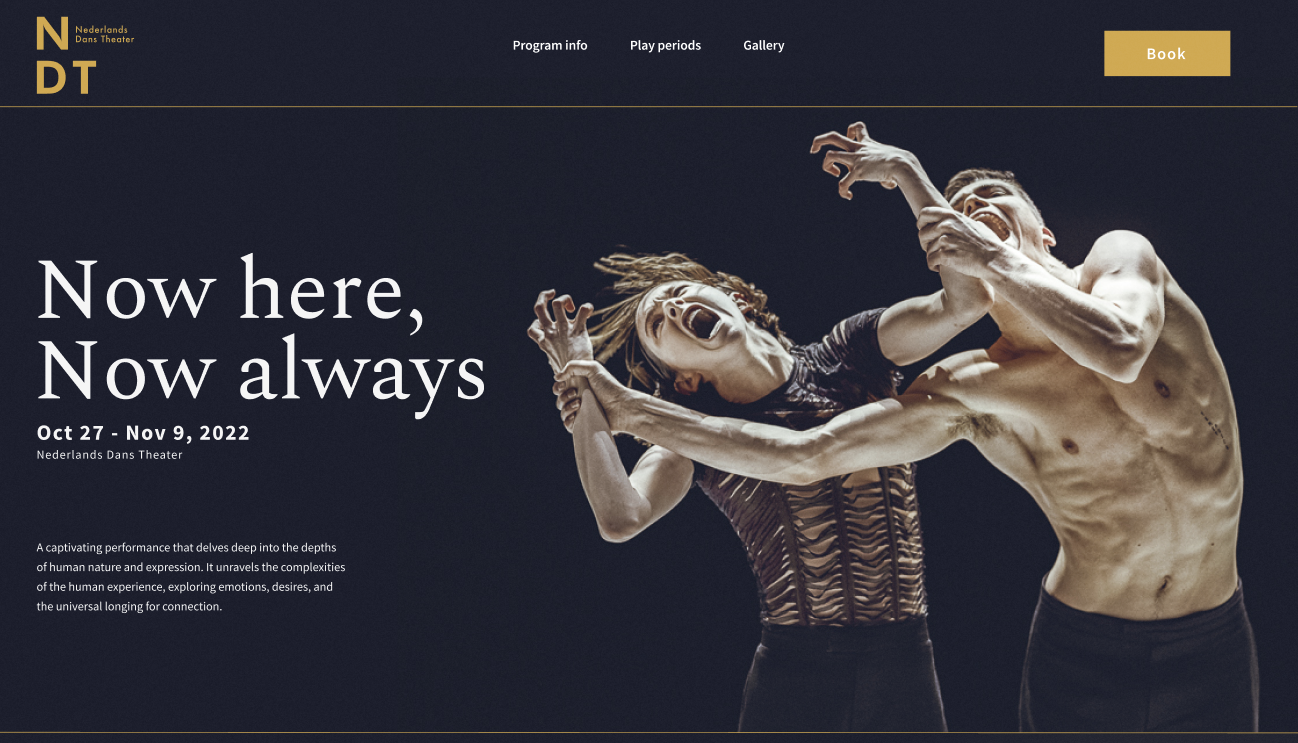 N
Nederlands
Dans Theater
DT
Program info
Play periods
Gallery
Book
Now here,
Now always
Oct 27 - Nov 9, 2022
Nederlands Dans Theater
A captivating performance that delves deep into the depths
of human nature and expression. It unravels the complexities
of the human experience, exploring emotions, desires, and
the universal longing for connection.